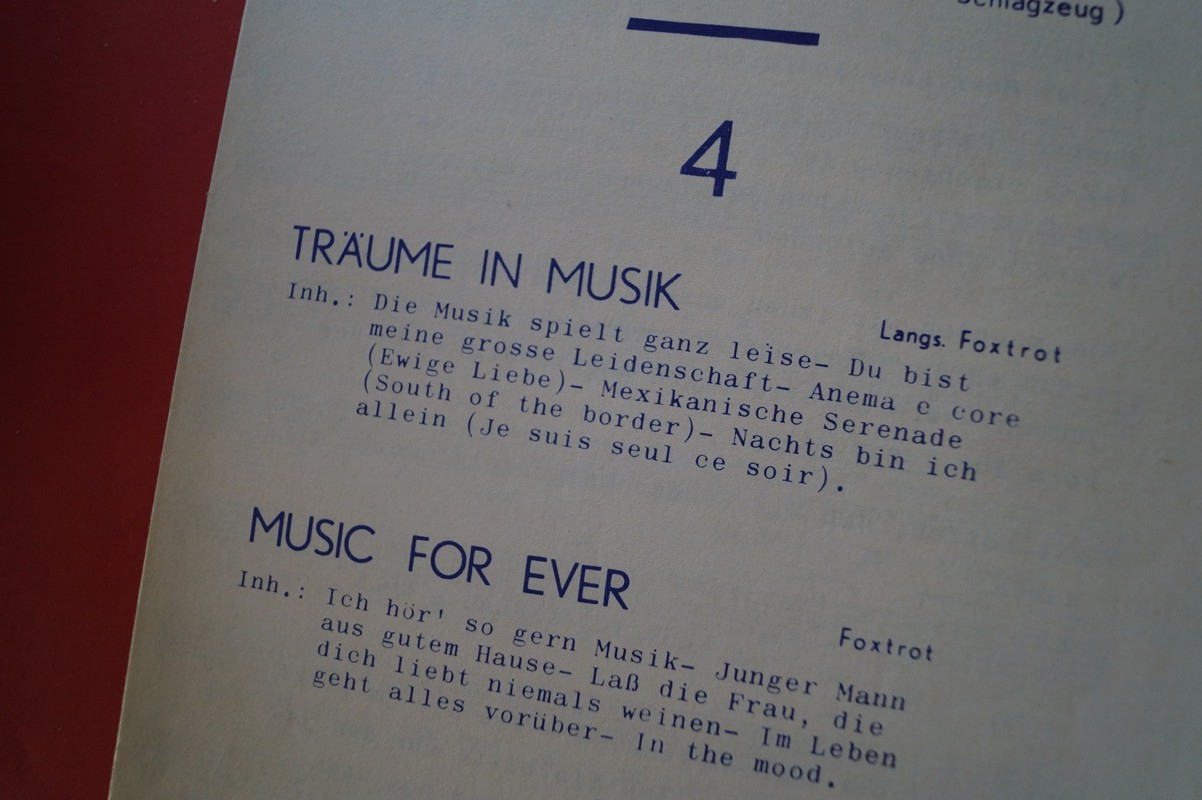 Schlagzeug )
4
TRÄUME IN MUSIK
Langs. Foxtrot
Inh.: Die Musik spielt ganz leise- Du bist
meine grosse Leidenschaft- Anema e core
(Ewige Liebe)- Mexikanische Serenade
(South of the border)- Nachts bin ich
allein (Je suis seul ce soir).
MUSIC FOR EVER
Foxtrot
Inh.: Ich hör' so gern Musik- Junger Mann
aus gutem Hause- Laß die Frau, die
dich liebt niemals weinen- Im Leben
geht alles vorüber- In the mood.